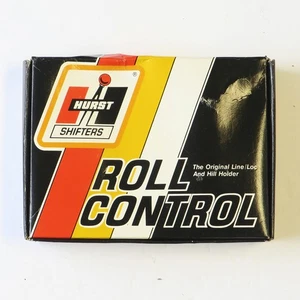 HURST
SHIFTERS
®
ROLL
CONTROL
The Original Line/Loc
And Hill Holder